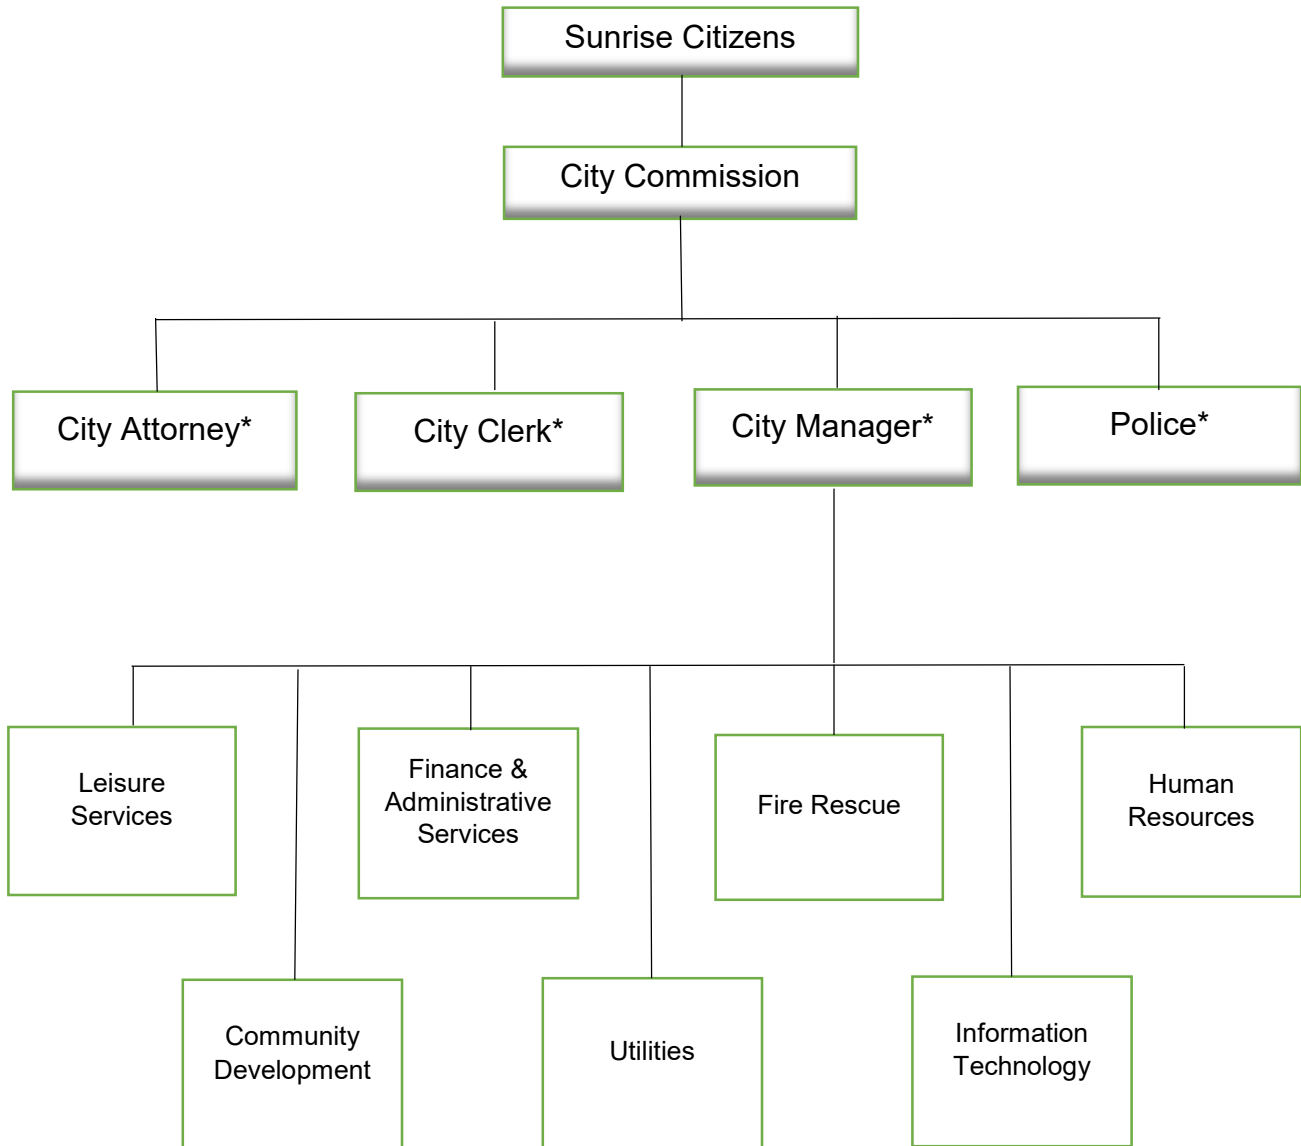 Sunrise Citizens
City Commission
City Attorney*
City Clerk*
City Manager*
Police*
Leisure
Services
Finance &
Administrative
Services
Fire Rescue
Human
Resources
Community
Development
Utilities
Information
Technology